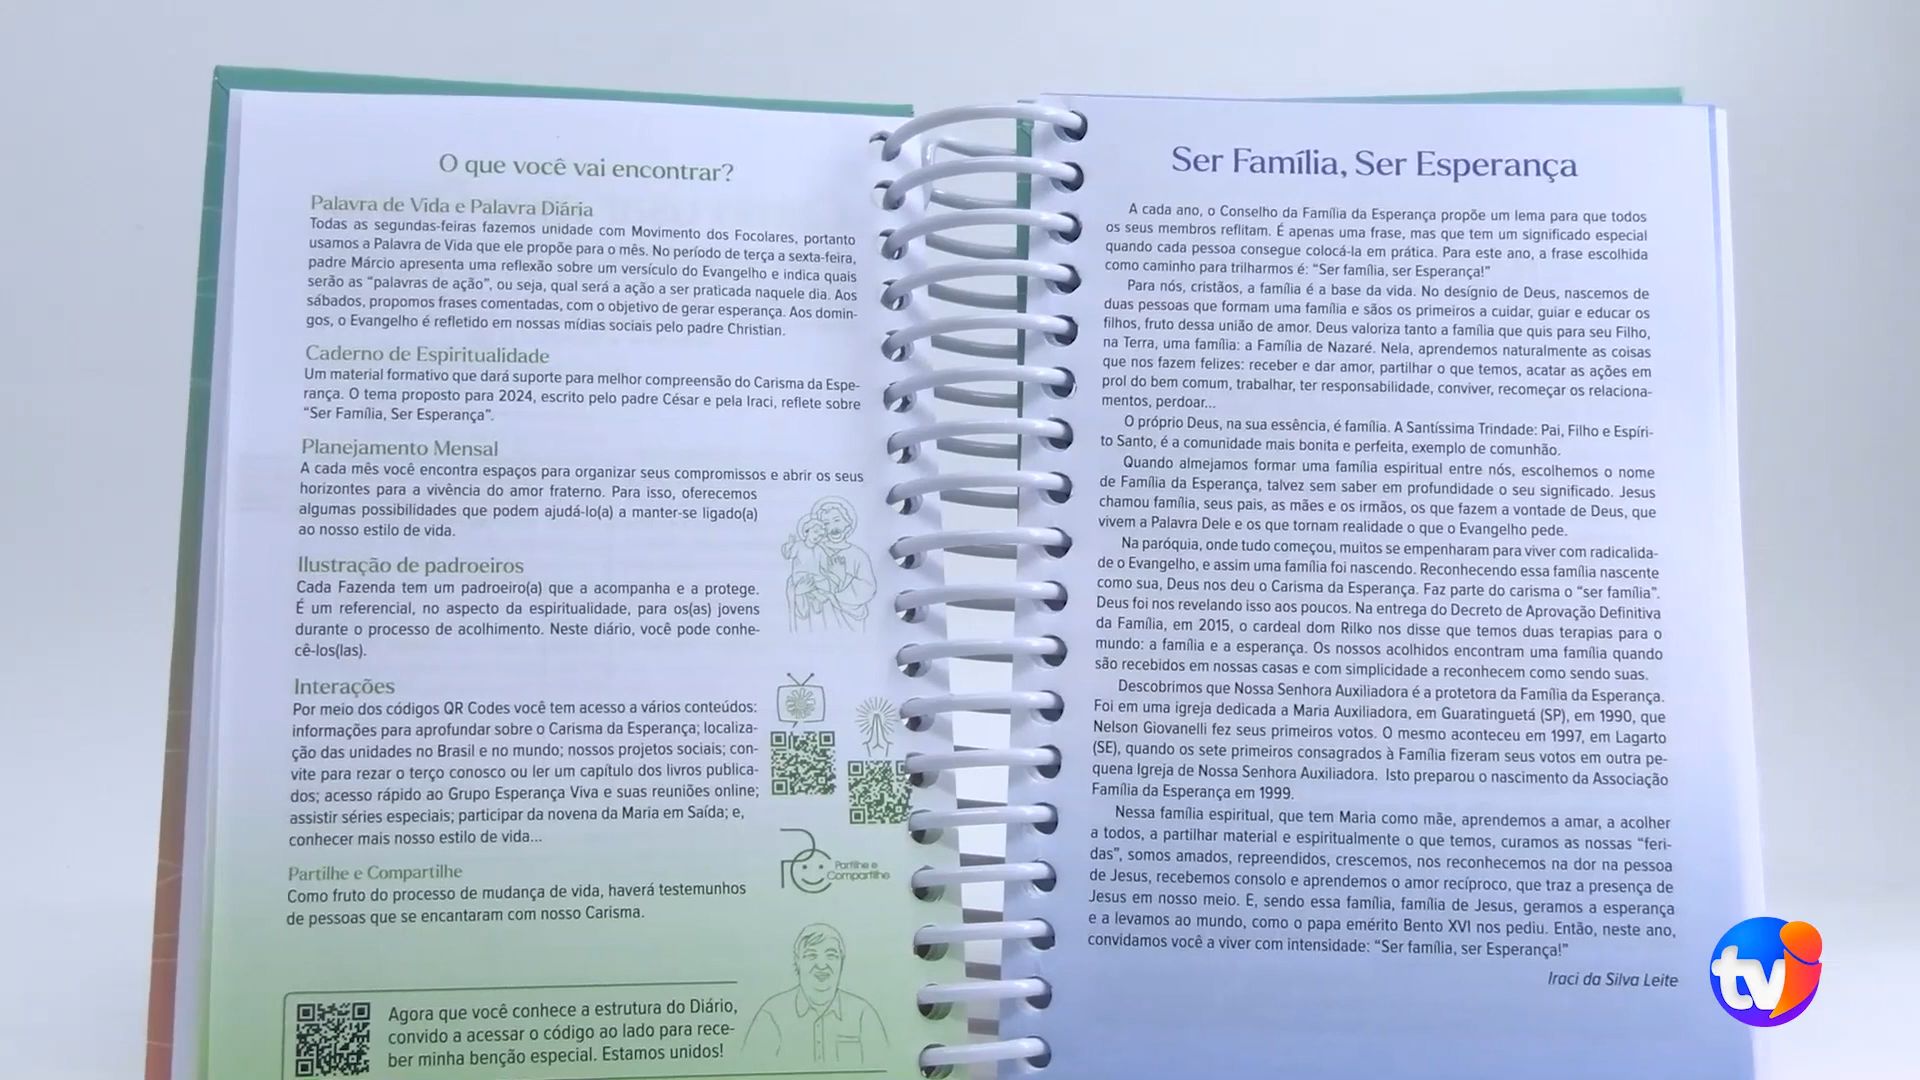 O que você vai encontrar?
Palavra de Vida e Palavra Diária
Todas as segundas-feiras fazemos unidade com Movimento dos Focolares, portanto
usamos a Palavra de Vida que ele propõe para o mês. No período de terça a sexta-feira,
padre Márcio apresenta uma reflexão sobre um versículo do Evangelho e indica quais
serão as “palavras de ação”, ou seja, qual será a ação a ser praticada naquele dia. Aos
sábados, propomos frases comentadas, com o objetivo de gerar esperança. Aos domin-
gos, o Evangelho é refletido em nossas mídias sociais pelo padre Christian.
Caderno de Espiritualidade
Um material formativo que dará suporte para melhor compreensão do Carisma da Espe-
rança. O tema proposto para 2024, escrito pelo padre César e pela Iraci, reflete sobre
“Ser Família, Ser Esperança”.
Planejamento Mensal
A cada mês você encontra espaços para organizar seus compromissos e abrir os seus
horizontes para a vivência do amor fraterno. Para isso, oferecemos
algumas possibilidades que podem ajudá-lo(a) a manter-se ligado(a)
ao nosso estilo de vida.
Ilustração de padroeiros
Cada Fazenda tem um padroeiro(a) que a acompanha e a protege.
É um referencial, no aspecto da espiritualidade, para os(as) jovens
durante o processo de acolhimento. Neste diário, você pode conhe-
cê-los(las).
Interações
Por meio dos códigos QR Codes você tem acesso a vários conteúdos:
informações para aprofundar sobre o Carisma da Esperança; localiza-
ção das unidades no Brasil e no mundo; nossos projetos sociais; con-
vite para rezar o terço conosco ou ler um capítulo dos livros publica-
dos; acesso rápido ao Grupo Esperança Viva e suas reuniões online;
assistir séries especiais; participar da novena da Maria em Saída; e,
conhecer mais nosso estilo de vida...
Partilhe e
Compartilhe
Partilhe e Compartilhe
Como fruto do processo de mudança de vida, haverá testemunhos
de pessoas que se encantaram com nosso Carisma.
Agora que você conhece a estrutura do Diário,
convido a acessar o código ao lado para rece-
ber minha benção especial. Estamos unidos!
Ser Família, Ser Esperança
A cada ano, o Conselho da Família da Esperança propõe um lema para que todos
os seus membros reflitam. É apenas uma frase, mas que tem um significado especial
quando cada pessoa consegue colocá-la em prática. Para este ano, a frase escolhida
como caminho para trilharmos é: “Ser família, ser Esperança!”
Para nós, cristãos, a família é a base da vida. No desígnio de Deus, nascemos de
duas pessoas que formam uma família e sãos os primeiros a cuidar, guiar e educar os
filhos, fruto dessa união de amor. Deus valoriza tanto a família que quis para seu Filho,
na Terra, uma família: a Família de Nazaré. Nela, aprendemos naturalmente as coisas
que nos fazem felizes: receber e dar amor, partilhar o que temos, acatar as ações em
prol do bem comum, trabalhar, ter responsabilidade, conviver, recomeçar os relaciona-
mentos, perdoar...
O próprio Deus, na sua essência, é família. A Santíssima Trindade: Pai, Filho e Espíri-
to Santo, é a comunidade mais bonita e perfeita, exemplo de comunhão.
Quando almejamos formar uma família espiritual entre nós, escolhemos o nome
de Família da Esperança, talvez sem saber em profundidade o seu significado. Jesus
chamou família, seus pais, as mães e os irmãos, os que fazem a vontade de Deus, que
vivem a Palavra Dele e os que tornam realidade o que o Evangelho pede.
Na paróquia, onde tudo começou, muitos se empenharam para viver com radicalida-
de o Evangelho, e assim uma família foi nascendo. Reconhecendo essa família nascente
como sua, Deus nos deu o Carisma da Esperança. Faz parte do carisma o “ser família”.
Deus foi nos revelando isso aos poucos. Na entrega do Decreto de Aprovação Definitiva
da Família, em 2015, o cardeal dom Rilko nos disse que temos duas terapias para o
mundo: a família e a esperança. Os nossos acolhidos encontram uma família quando
são recebidos em nossas casas e com simplicidade a reconhecem como sendo suas.
Descobrimos que Nossa Senhora Auxiliadora é a protetora da Família da Esperança.
Foi em uma igreja dedicada a Maria Auxiliadora, em Guaratinguetá (SP), em 1990, que
Nelson Giovanelli fez seus primeiros votos. O mesmo aconteceu em 1997, em Lagarto
(SE), quando os sete primeiros consagrados à Família fizeram seus votos em outra pe-
quena Igreja de Nossa Senhora Auxiliadora. Isto preparou o nascimento da Associação
Família da Esperança em 1999.
Nessa família espiritual, que tem Maria como mãe, aprendemos a amar, a acolher
a todos, a partilhar material e espiritualmente o que temos, curamos as nossas “feri-
das”, somos amados, repreendidos, crescemos, nos reconhecemos na dor na pessoa
de Jesus, recebemos consolo e aprendemos o amor recíproco, que traz a presença de
Jesus em nosso meio. E, sendo essa família, família de Jesus, geramos a esperança
e a levamos ao mundo, como o papa emérito Bento XVI nos pediu. Então, neste ano,
convidamos você a viver com intensidade: “Ser família, ser Esperança!”
Iraci da Silva Leite
tvi